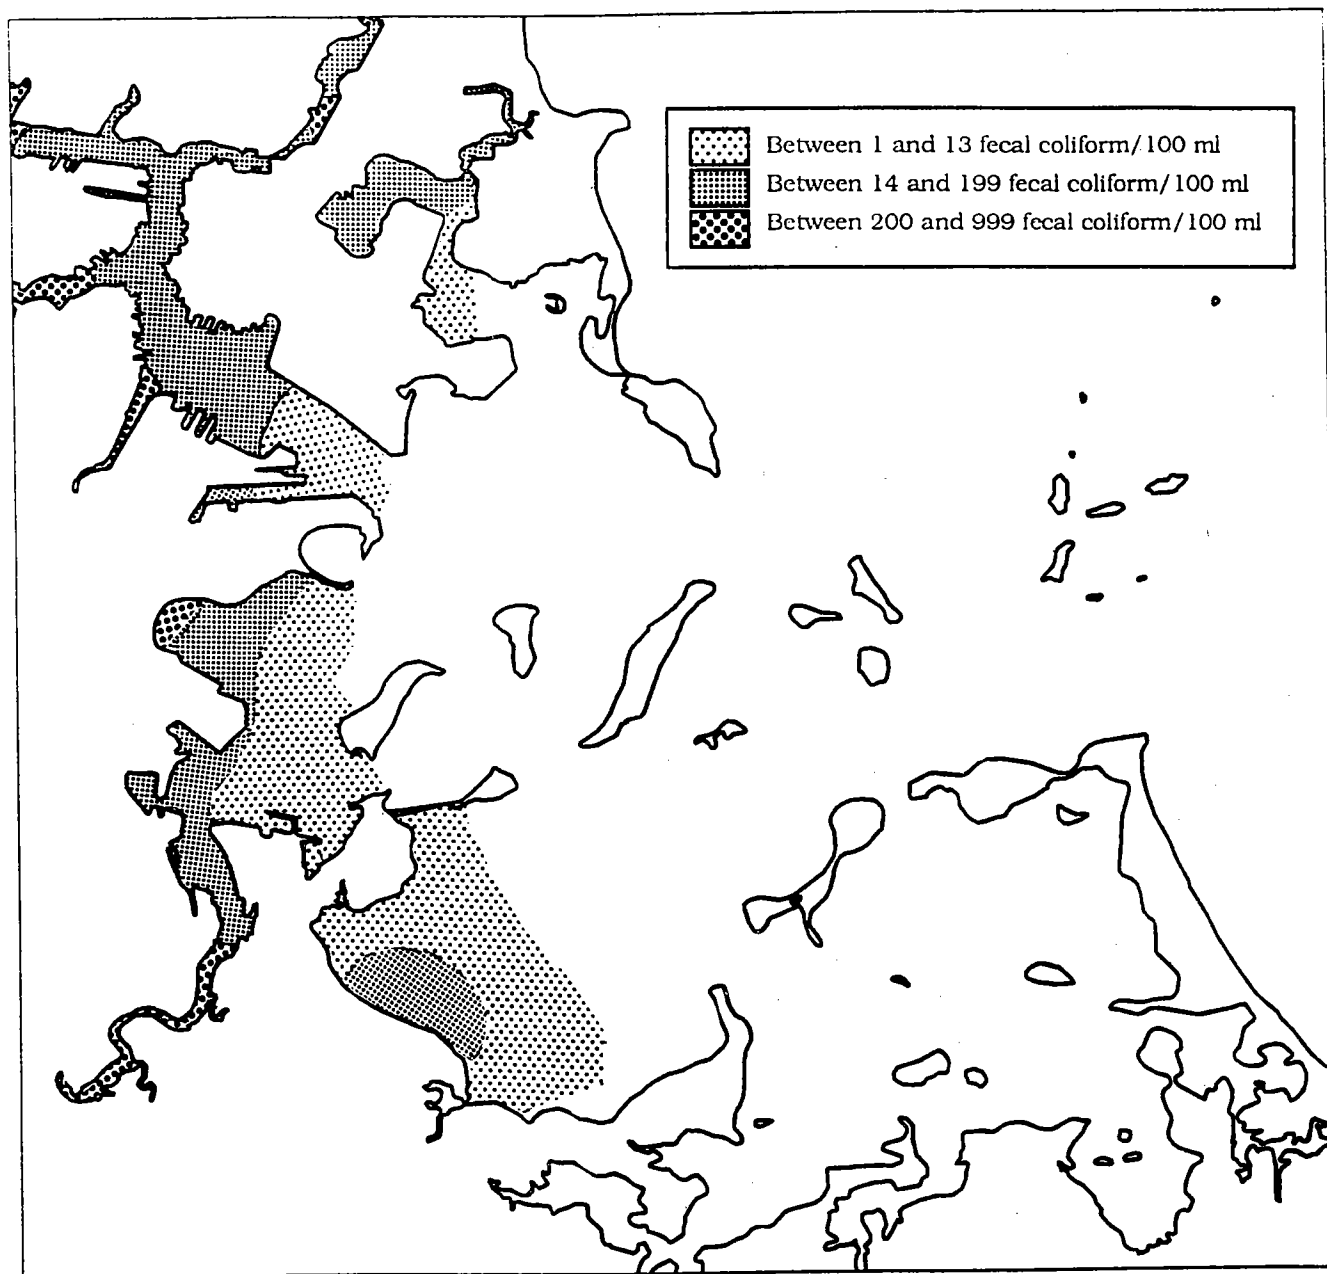 Between 1 and 13 fecal coliform/100 ml
Between 14 and 199 fecal coliform/100 ml
Between 200 and 999 fecal coliform/100 ml